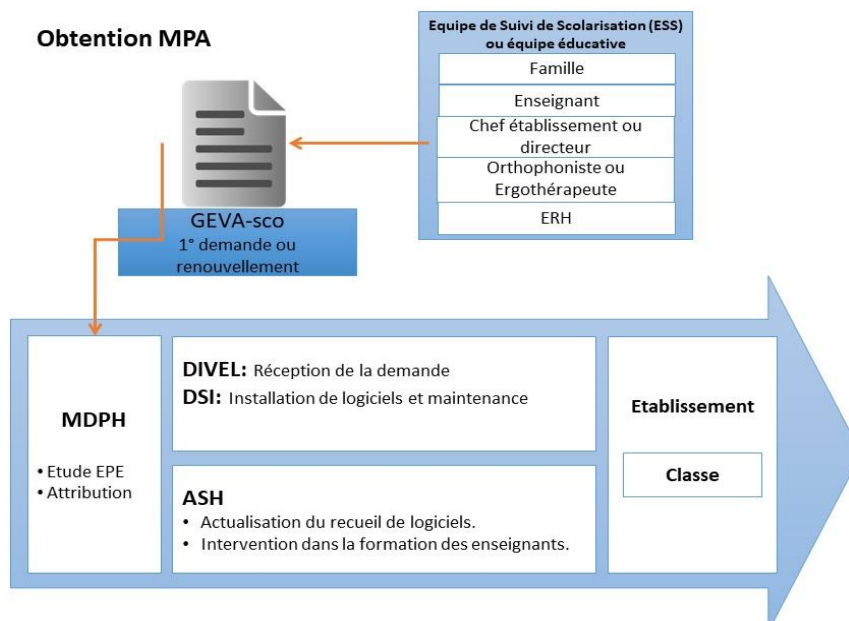 Obtention MPA
Equipe de Suivi de Scolarisation (ESS)
ou équipe éducative
Famille
Enseignant
Chef établissement ou
directeur
Orthophoniste ou
Ergothérapeute
ERH
GEVA-sco
1° demande ou
renouvellement
MDPH
• Etude EPE
• Attribution
DIVEL: Réception de la demande
DSI: Installation de logiciels et maintenance
ASH
• Actualisation du recueil de logiciels.
• Intervention dans la formation des enseignants.
Etablissement
Classe